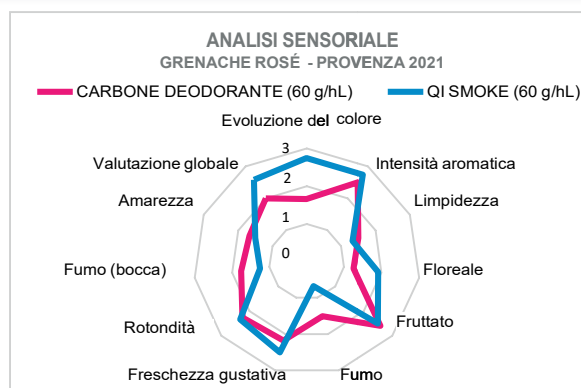 ANALISI SENSORIALE
GRENACHE ROSÉ - PROVENZA 2021
CARBONE DEODORANTE (60 g/hL) QI SMOKE (60 g/hL)
Evoluzione del colore
3
Valutazione globale Intensità aromatica
2
Amarezza Limpidezza
1
0
Fumo (bocca) Floreale
Rotondità Fruttato
Freschezza gustativa Fumo